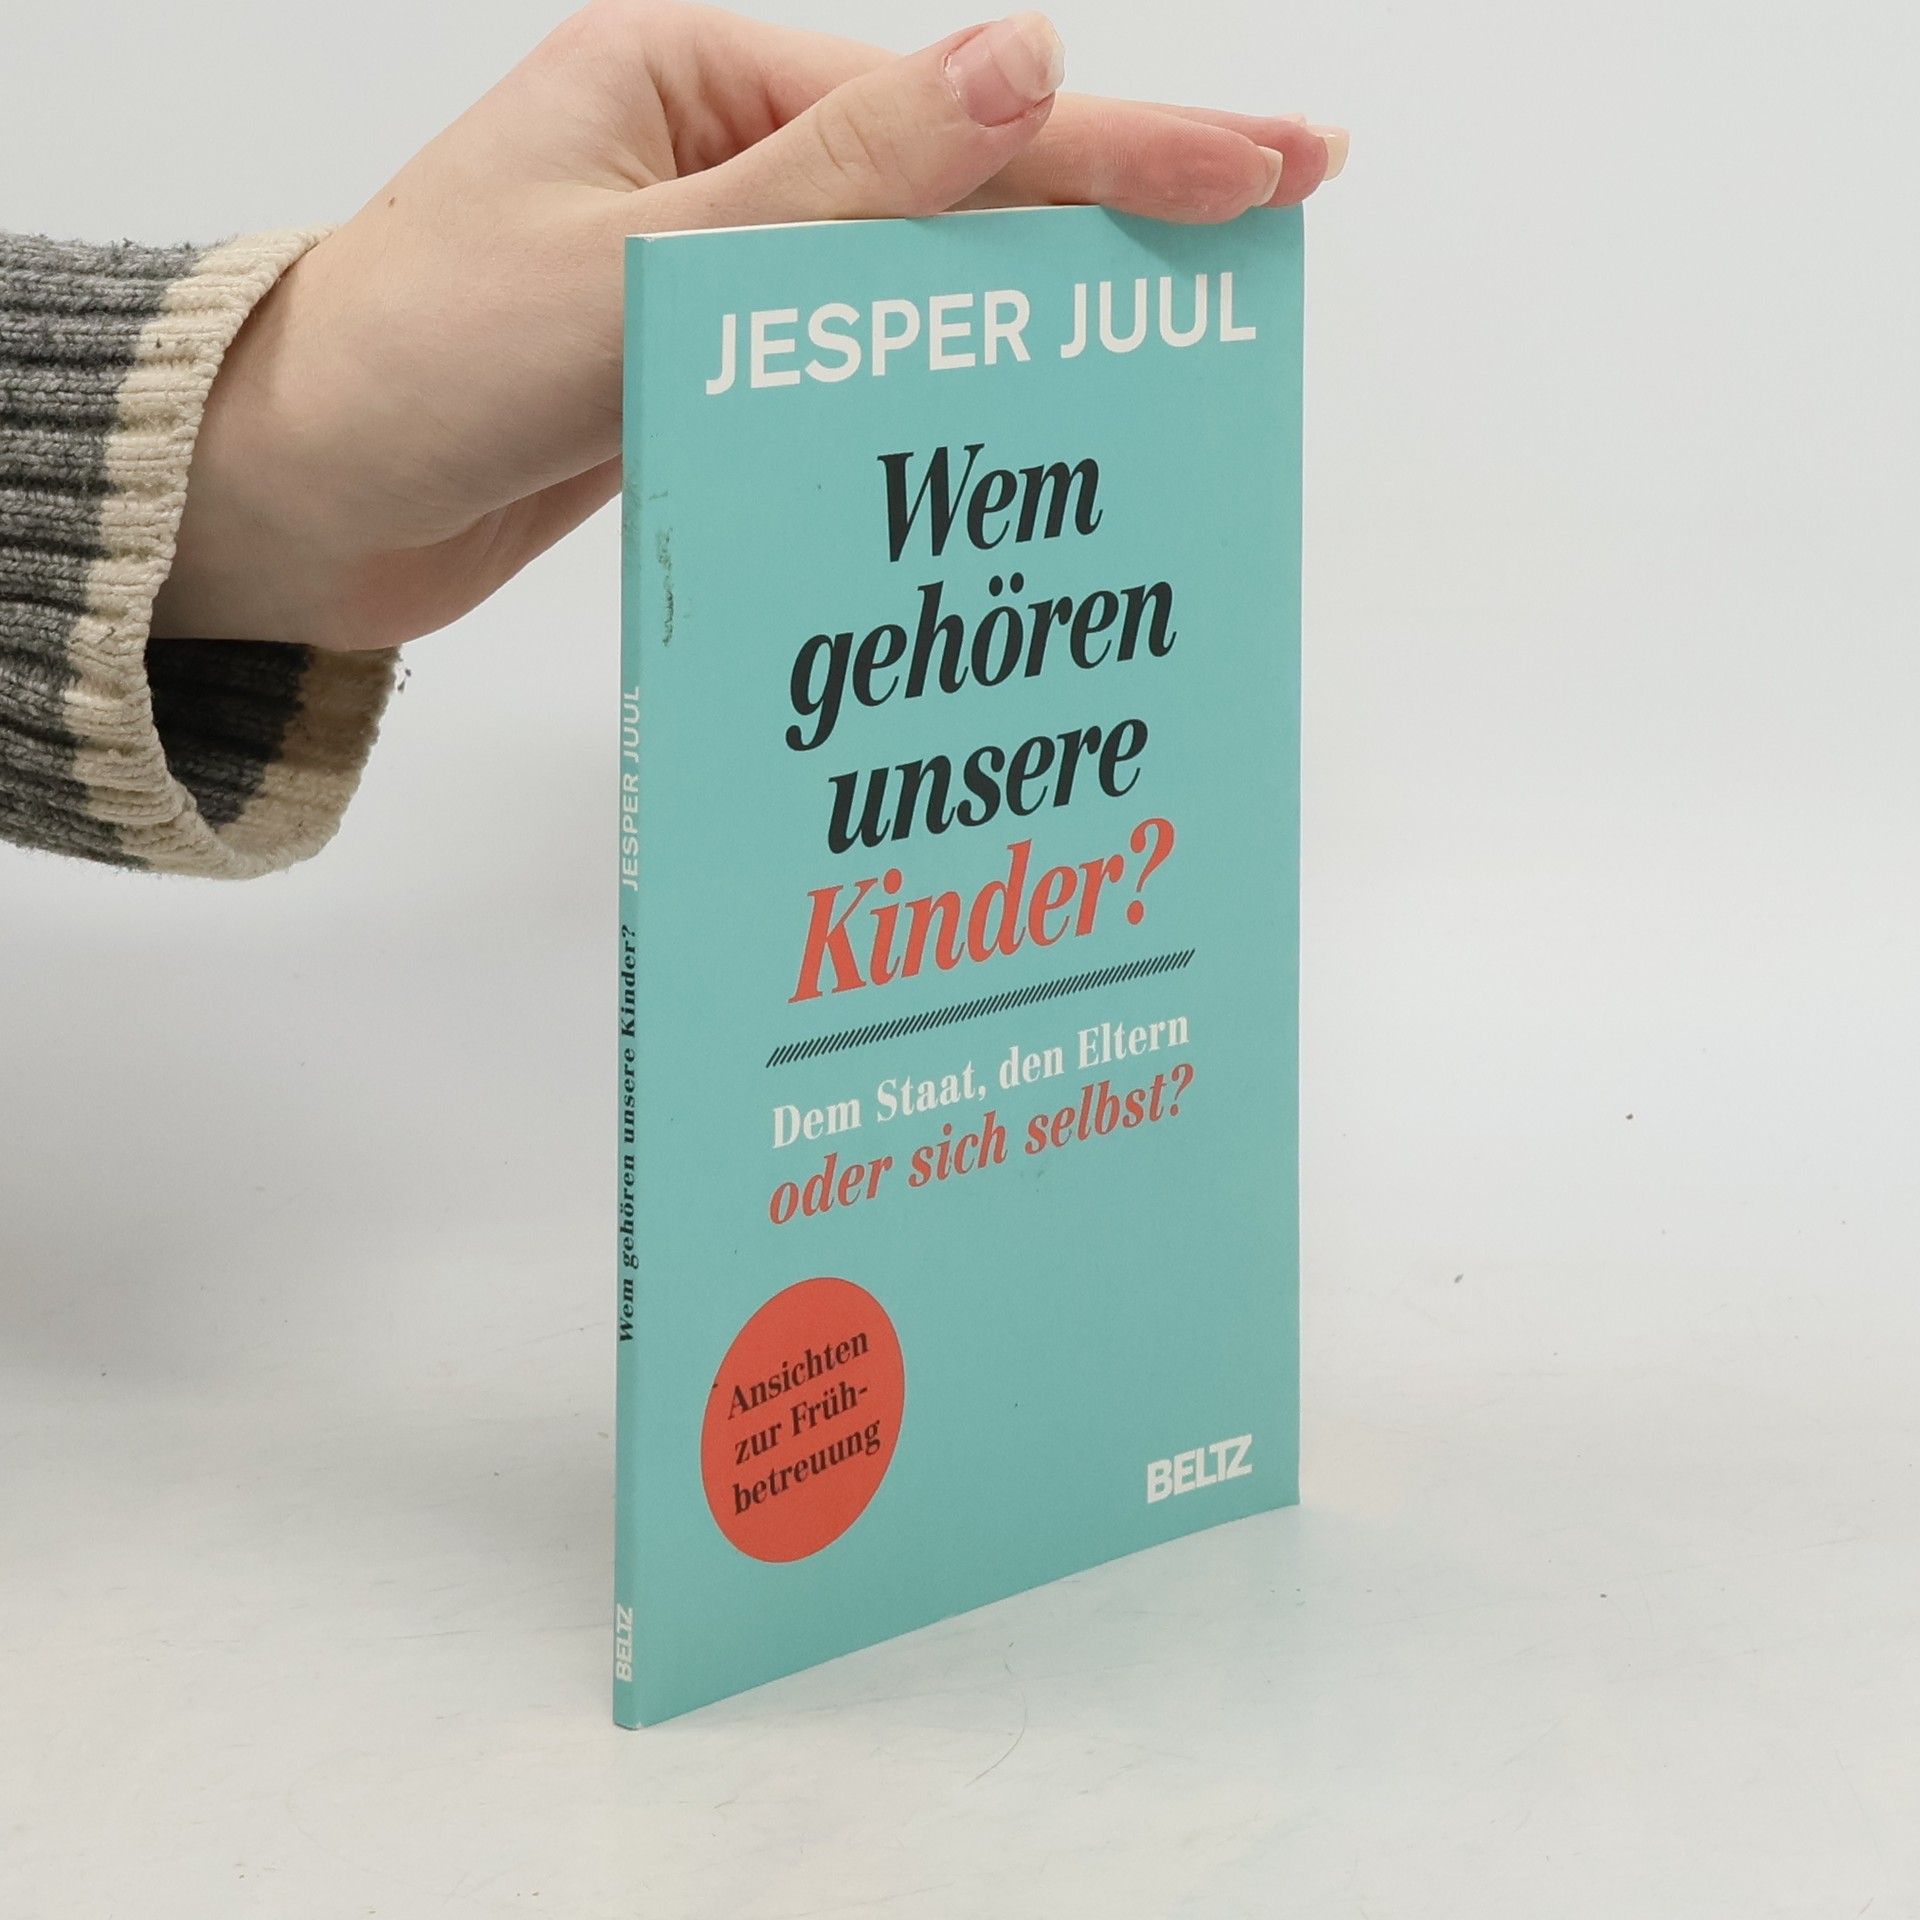 JESPER JUUL
Wem
gehören
unsere
Kinder?
Dem Staat, den Eltern
oder sich selbst?
Ansichten
zur Früh-
betreuung
BELTZ
Wem gehören unsere Kinder? JESPER JUUL
BELTZ